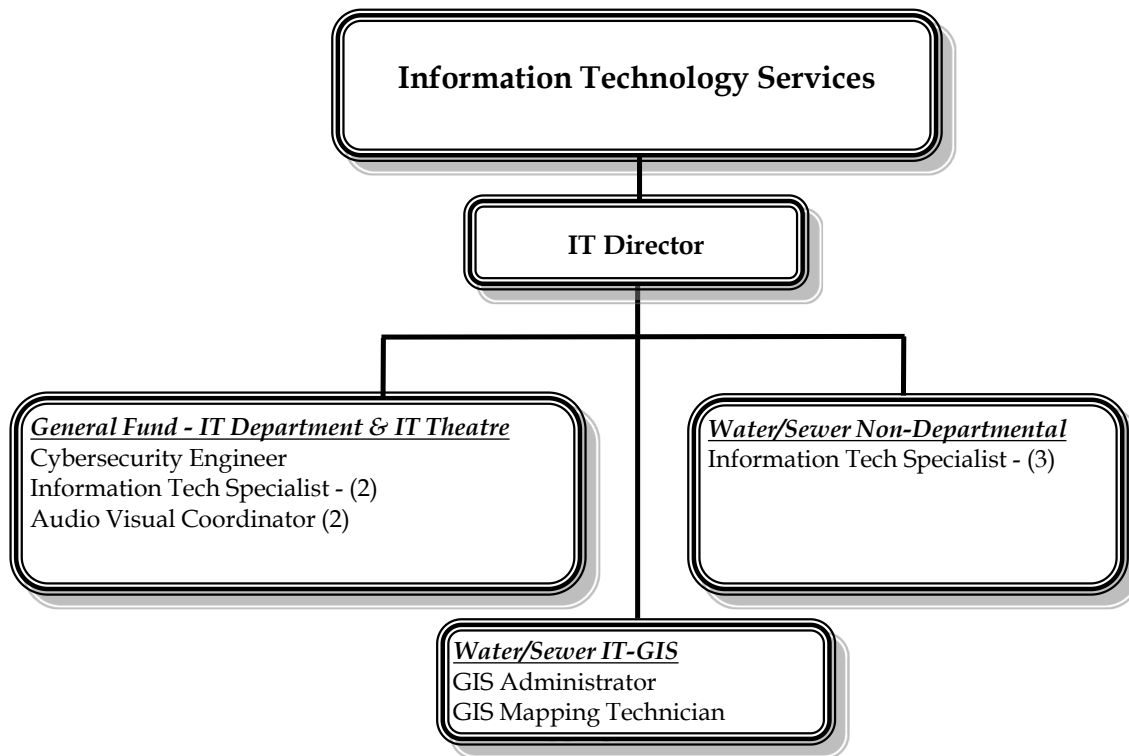 Information Technology Services
IT Director
General Fund - IT Department & IT Theatre
Cybersecurity Engineer
Information Tech Specialist - (2)
Audio Visual Coordinator (2)
Water/Sewer Non-Departmental
Information Tech Specialist - (3)
Water/Sewer IT-GIS
GIS Administrator
GIS Mapping Technician